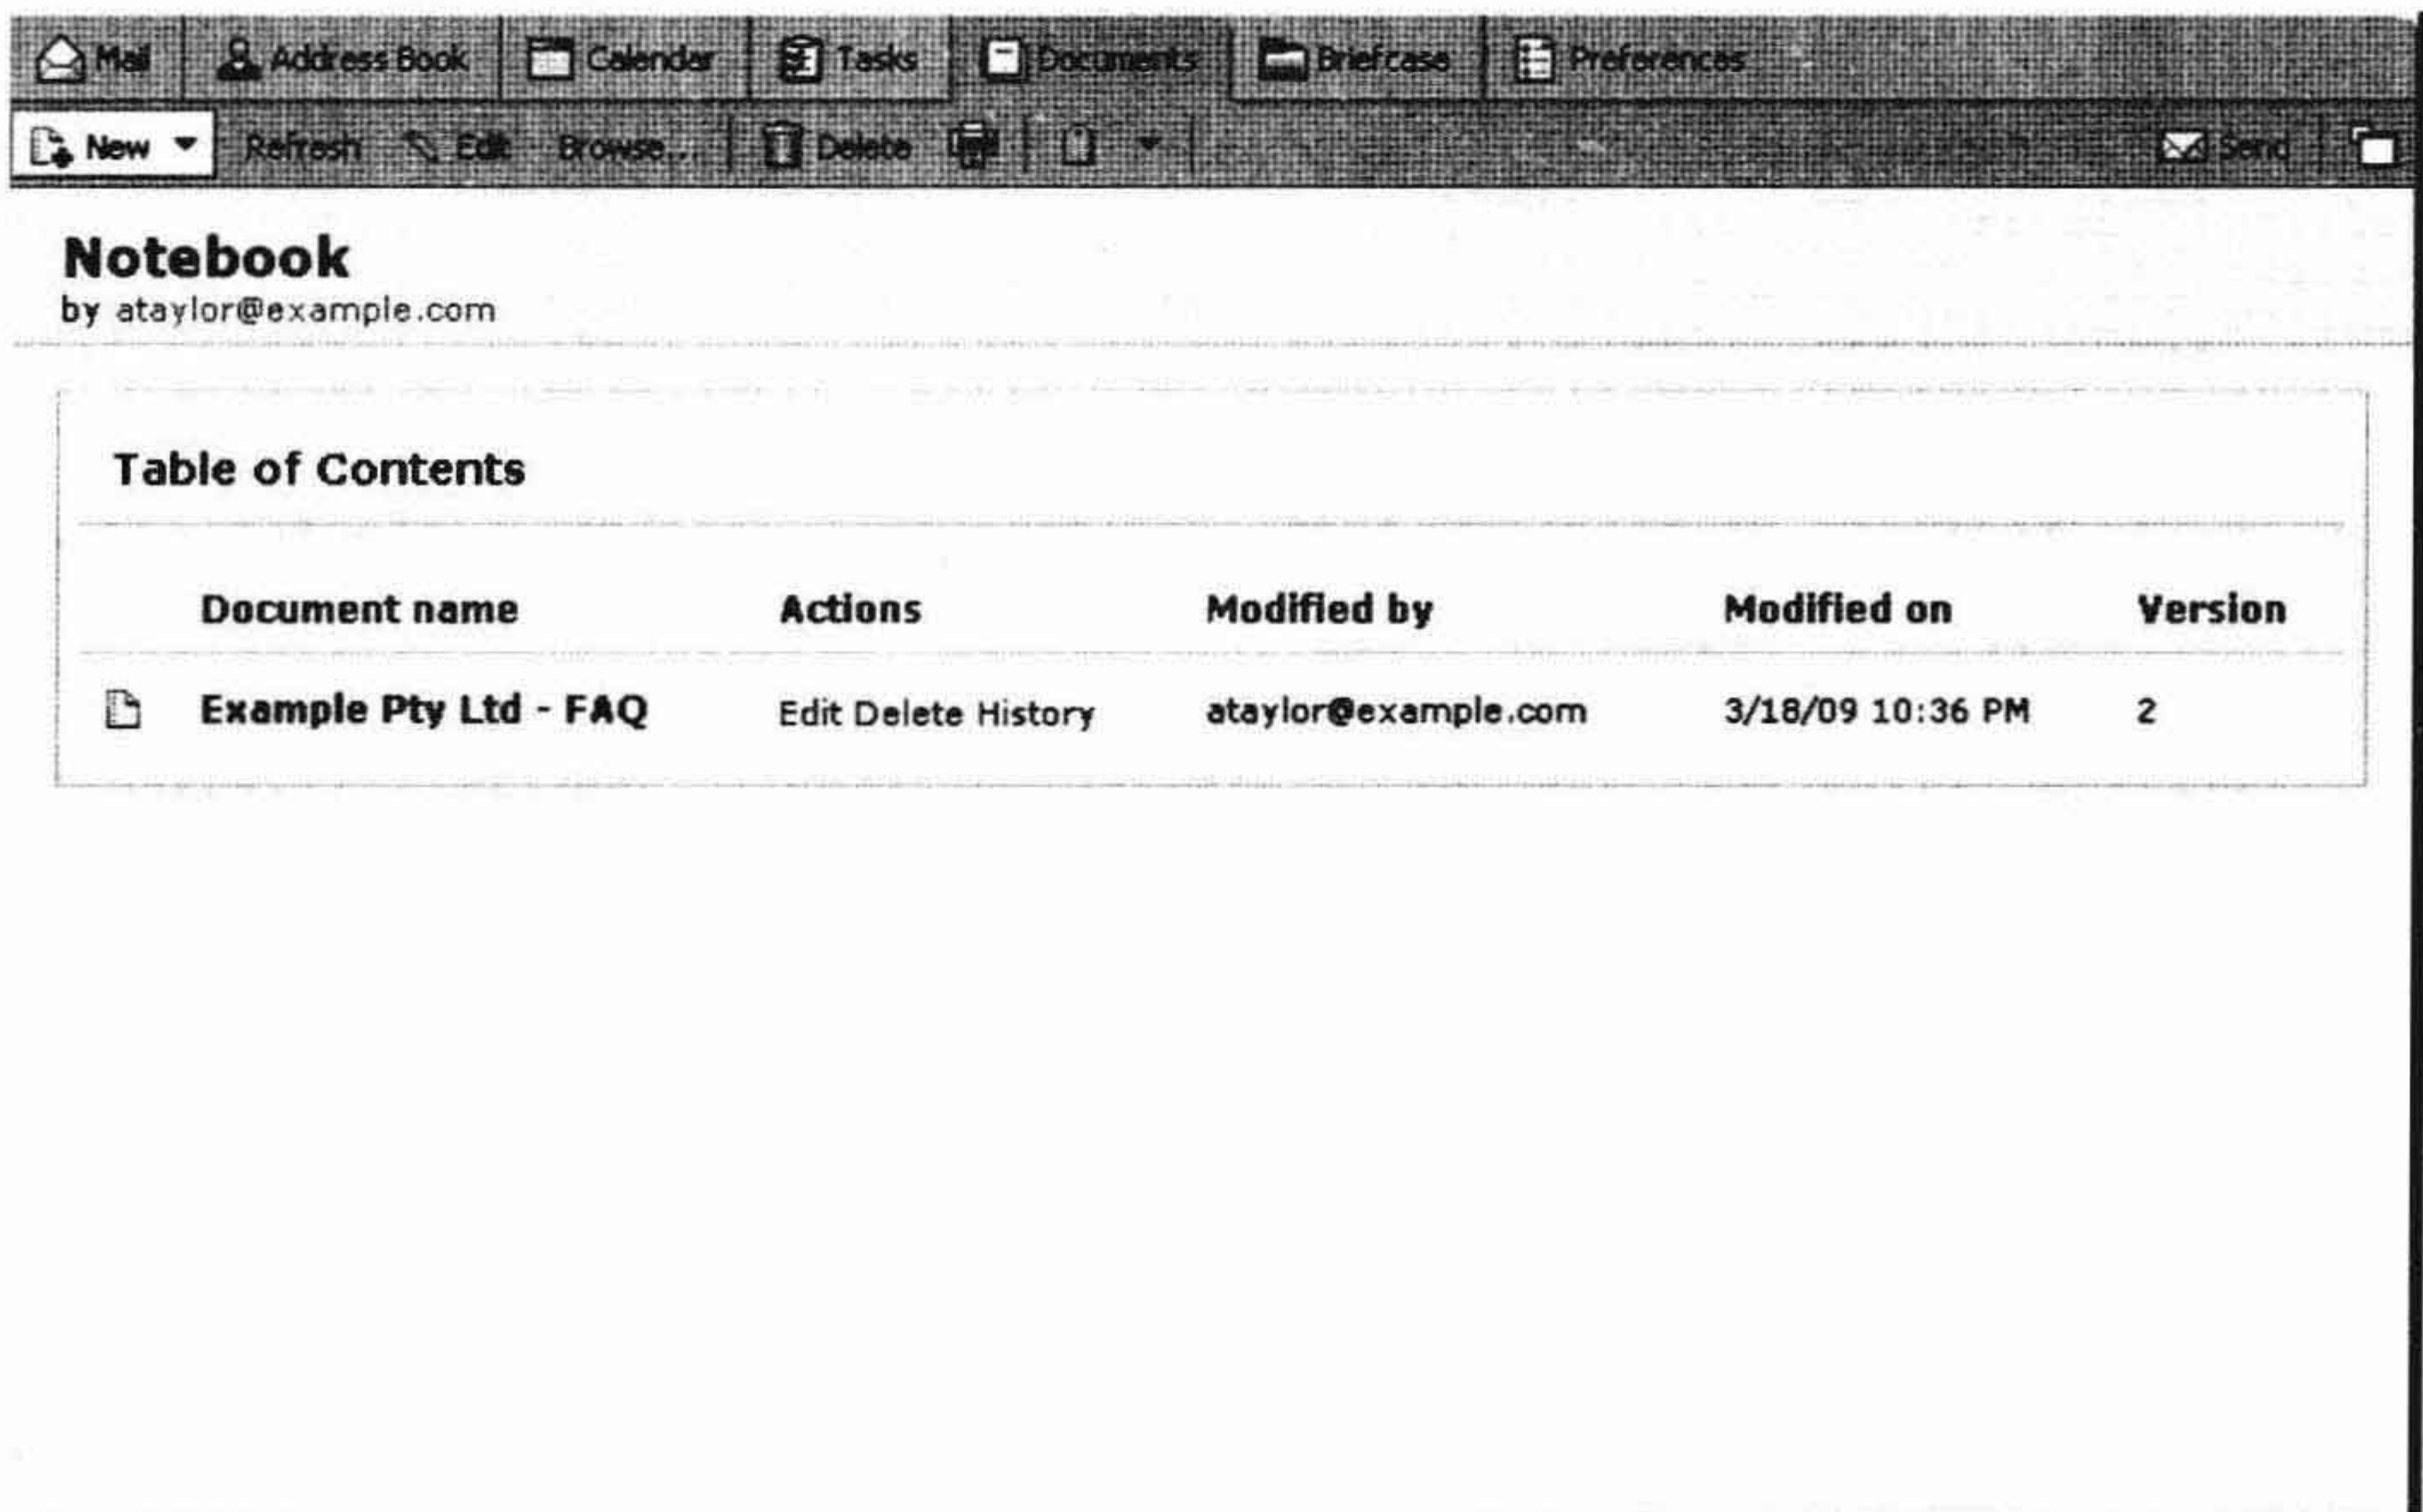 Mail Address Book Calendar Tasks Documents Briefcase Preferences
New Refresh Edit Browse... Delete Send
Notebook
by ataylor@example.com
Table of Contents
Document name Actions Modified by Modified on Version
Example Pty Ltd - FAQ Edit Delete History ataylor@example.com 3/18/09 10:36 PM 2